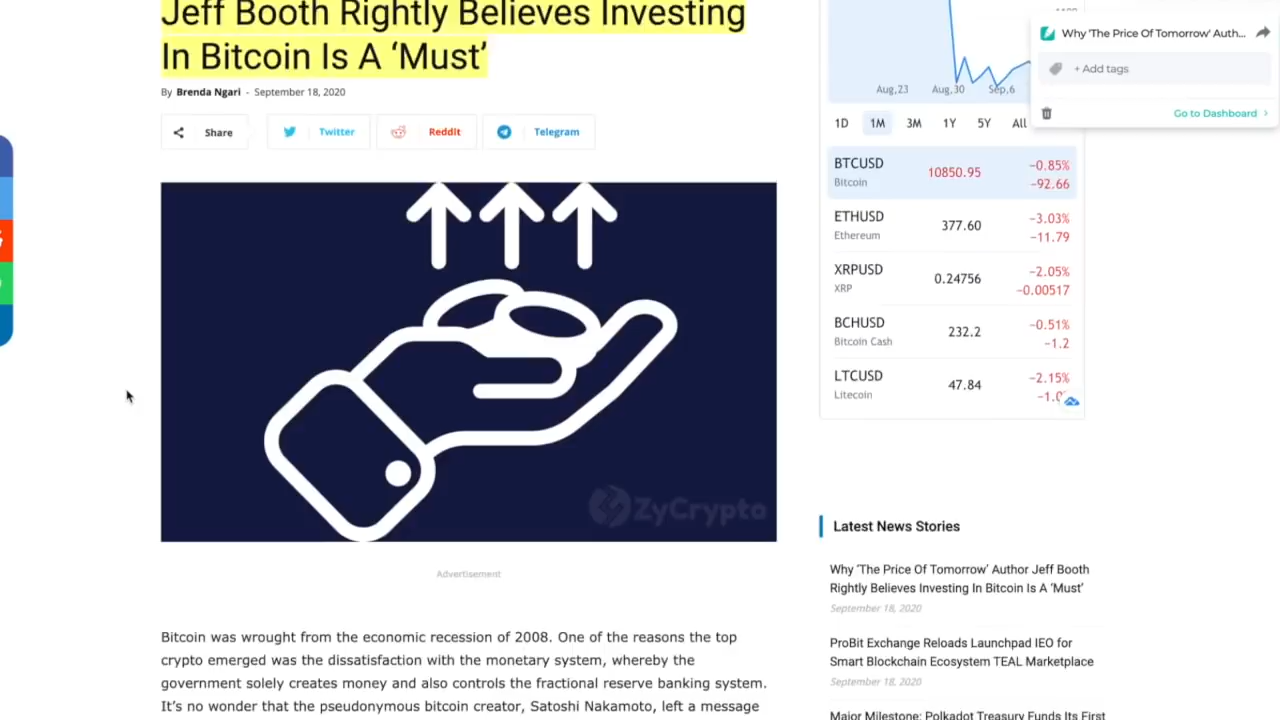 Jeff Booth Rightly Believes Investing
In Bitcoin Is A ‘Must’
By Brenda Ngari - September 18, 2020
Share
Twitter
ReddIt
Telegram
ZyCrypto
Advertisement
Bitcoin was wrought from the economic recession of 2008. One of the reasons the top
crypto emerged was the dissatisfaction with the monetary system, whereby the
government solely creates money and also controls the fractional reserve banking system.
It’s no wonder that the pseudonymous bitcoin creator, Satoshi Nakamoto, left a message
Aug,23 Aug,30 Sep,6
1D 1M 3M 1Y 5Y All
BTCUSD 10850.95 −0.85%
Bitcoin −92.66
ETHUSD 377.60 −3.03%
Ethereum −11.79
XRPUSD 0.24756 −2.05%
XRP −0.00517
BCHUSD 232.2 −0.51%
Bitcoin Cash −1.2
LTCUSD 47.84 −2.15%
Litecoin
Why ‘The Price Of Tomorrow’ Auth...
+ Add tags
Go to Dashboard
Latest News Stories
Why ‘The Price Of Tomorrow’ Author Jeff Booth
Rightly Believes Investing In Bitcoin Is A ‘Must’
September 18, 2020
ProBit Exchange Reloads Launchpad IEO for
Smart Blockchain Ecosystem TEAL Marketplace
September 18, 2020
Major Milestone: Polkadot Treasury Funds Its First